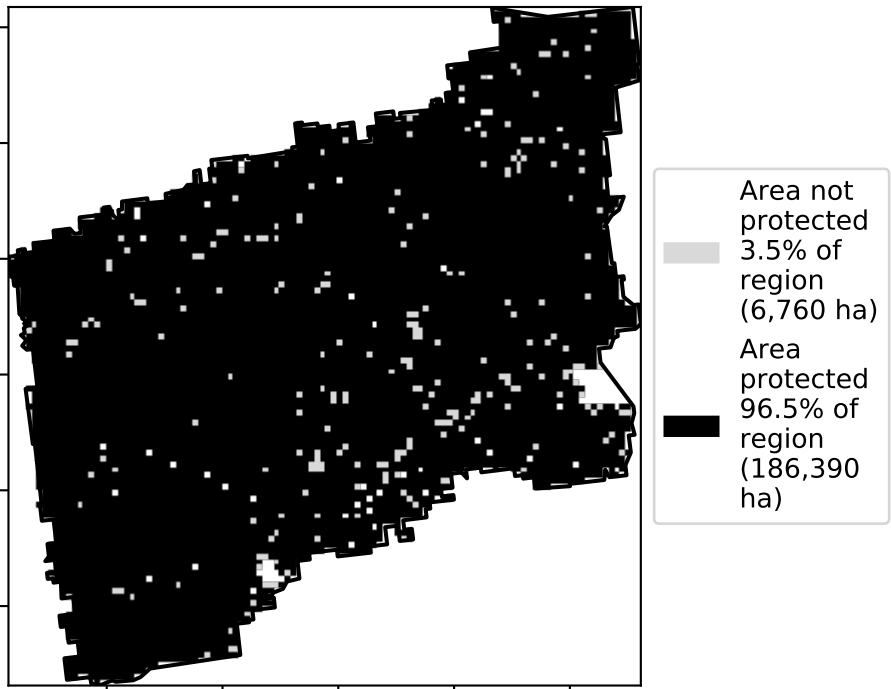 Area not
protected
3.5% of
region
(6,760 ha)
Area
protected
96.5% of
region
(186,390
ha)